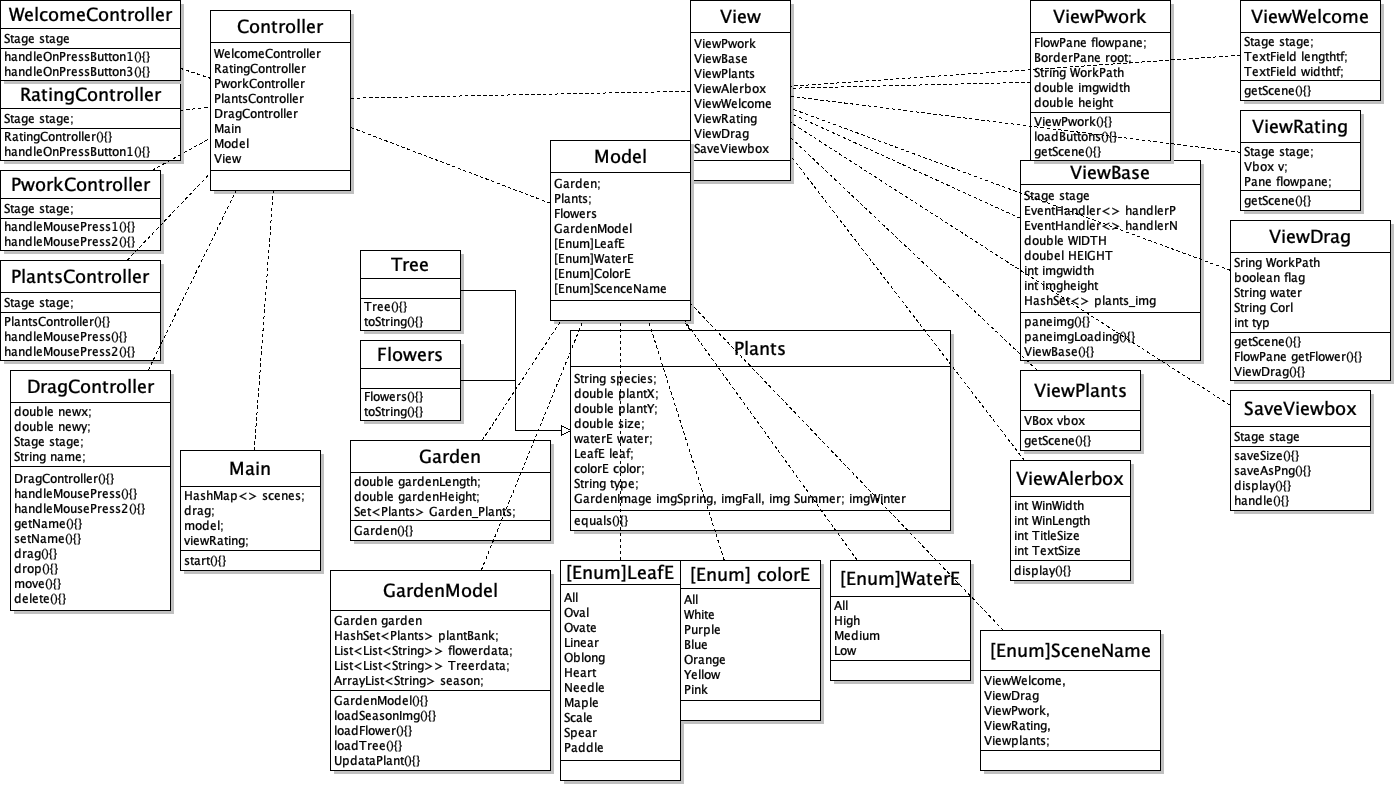 WelcomeController
Stage stage
handleOnPressButton1(){}
handleOnPressButton3(){}
RatingController
Stage stage;
RatingController(){}
handleOnPressButton1(){}
PworkController
Stage stage;
handleMousePress1(){}
handleMousePress2(){}
PlantsController
Stage stage;
PlantsController(){}
handleMousePress(){}
handleMousePress2(){}
DragController
double newx;
double newy;
Stage stage;
String name;
DragController(){}
handleMousePress(){}
handleMousePress2(){}
getName(){}
setName(){}
drag(){}
drop(){}
move(){}
delete(){}
Controller
WelcomeController
RatingController
PworkController
PlantsController
DragController
Main
Model
View
Main
HashMap<> scenes;
drag;
model;
viewRating;
start(){}
Tree
Tree(){}
toString(){}
Flowers
Flowers(){}
toString(){}
Garden
double gardenLength;
double gardenHeight;
Set<Plants> Garden_Plants;
Garden(){}
GardenModel
Garden garden
HashSet<Plants> plantBank;
List<List<String>> flowerdata;
List<List<String>> Treerdata;
ArrayList<String> season;
GardenModel(){}
loadSeasonImg(){}
loadFlower(){}
loadTree(){}
UpdataPlant(){}
Model
Garden;
Plants;
Flowers
GardenModel
[Enum]LeafE
[Enum]WaterE
[Enum]ColorE
[Enum]ScenceName
View
ViewPwork
ViewBase
ViewPlants
ViewAlerbox
ViewWelcome
ViewRating
ViewDrag
SaveViewbox
Plants
String species;
double plantX;
double plantY;
double size;
waterE water;
LeafE leaf;
colorE color;
String type;
GardenImage imgSpring, imgFall, img Summer; imgWinter
equals(){}
[Enum]LeafE
All
Oval
Ovate
Linear
Oblong
Heart
Needle
Maple
Scale
Spear
Paddle
[Enum] colorE
All
White
Purple
Blue
Orange
Yellow
Pink
[Enum]WaterE
All
High
Medium
Low
[Enum]SceneName
ViewWelcome,
ViewDrag
ViewPwork,
ViewRating,
Viewplants;
ViewPwork
FlowPane flowpane;
BorderPane root;
String WorkPath
double imgwidth
double height
ViewPwork(){}
loadButtons(){}
getScene(){}
ViewBase
Stage stage
EventHandler<> handlerP
EventHandler<> handlerN
double WIDTH
doubel HEIGHT
int imgwidth
int imgheight
HashSet<> plants_img
paneimg(){}
paneimgLoading(){}
ViewBase(){}
ViewPlants
VBox vbox
getScene(){}
ViewAlerbox
int WinWidth
int WinLength
int TitleSize
int TextSize
display(){}
ViewWelcome
Stage stage;
TextField lengthtf;
TextField widthtf;
getScene(){}
ViewRating
Stage stage;
Vbox v;
Pane flowpane;
getScene(){}
ViewDrag
Sring WorkPath
boolean flag
String water
String Corl
int typ
getScene(){}
FlowPane getFlower(){}
ViewDrag(){}
SaveViewbox
Stage stage
saveSize(){}
saveAsPng(){}
display(){}
handle(){}